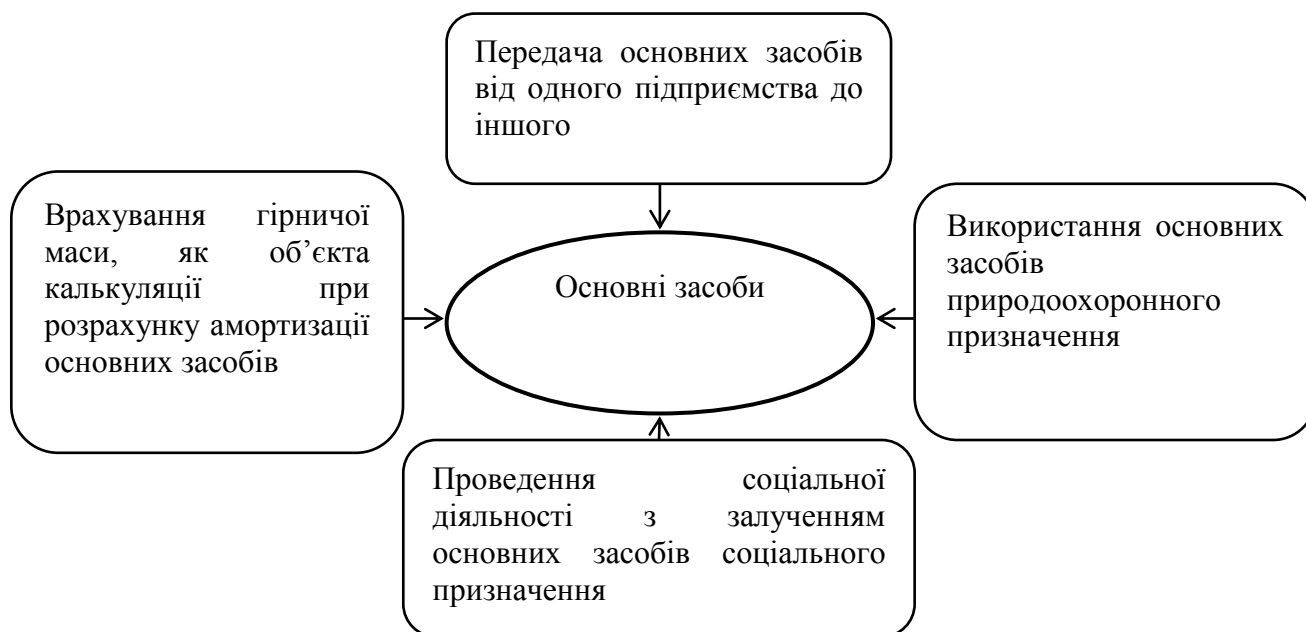 Передача основних засобів
від одного підприємства до
іншого
Врахування гірничої
маси, як об’єкта
калькуляції при
розрахунку амортизації
основних засобів
Основні засоби
Використання основних
засобів
природоохоронного
призначення
Проведення соціальної
діяльності з залученням
основних засобів соціального
призначення